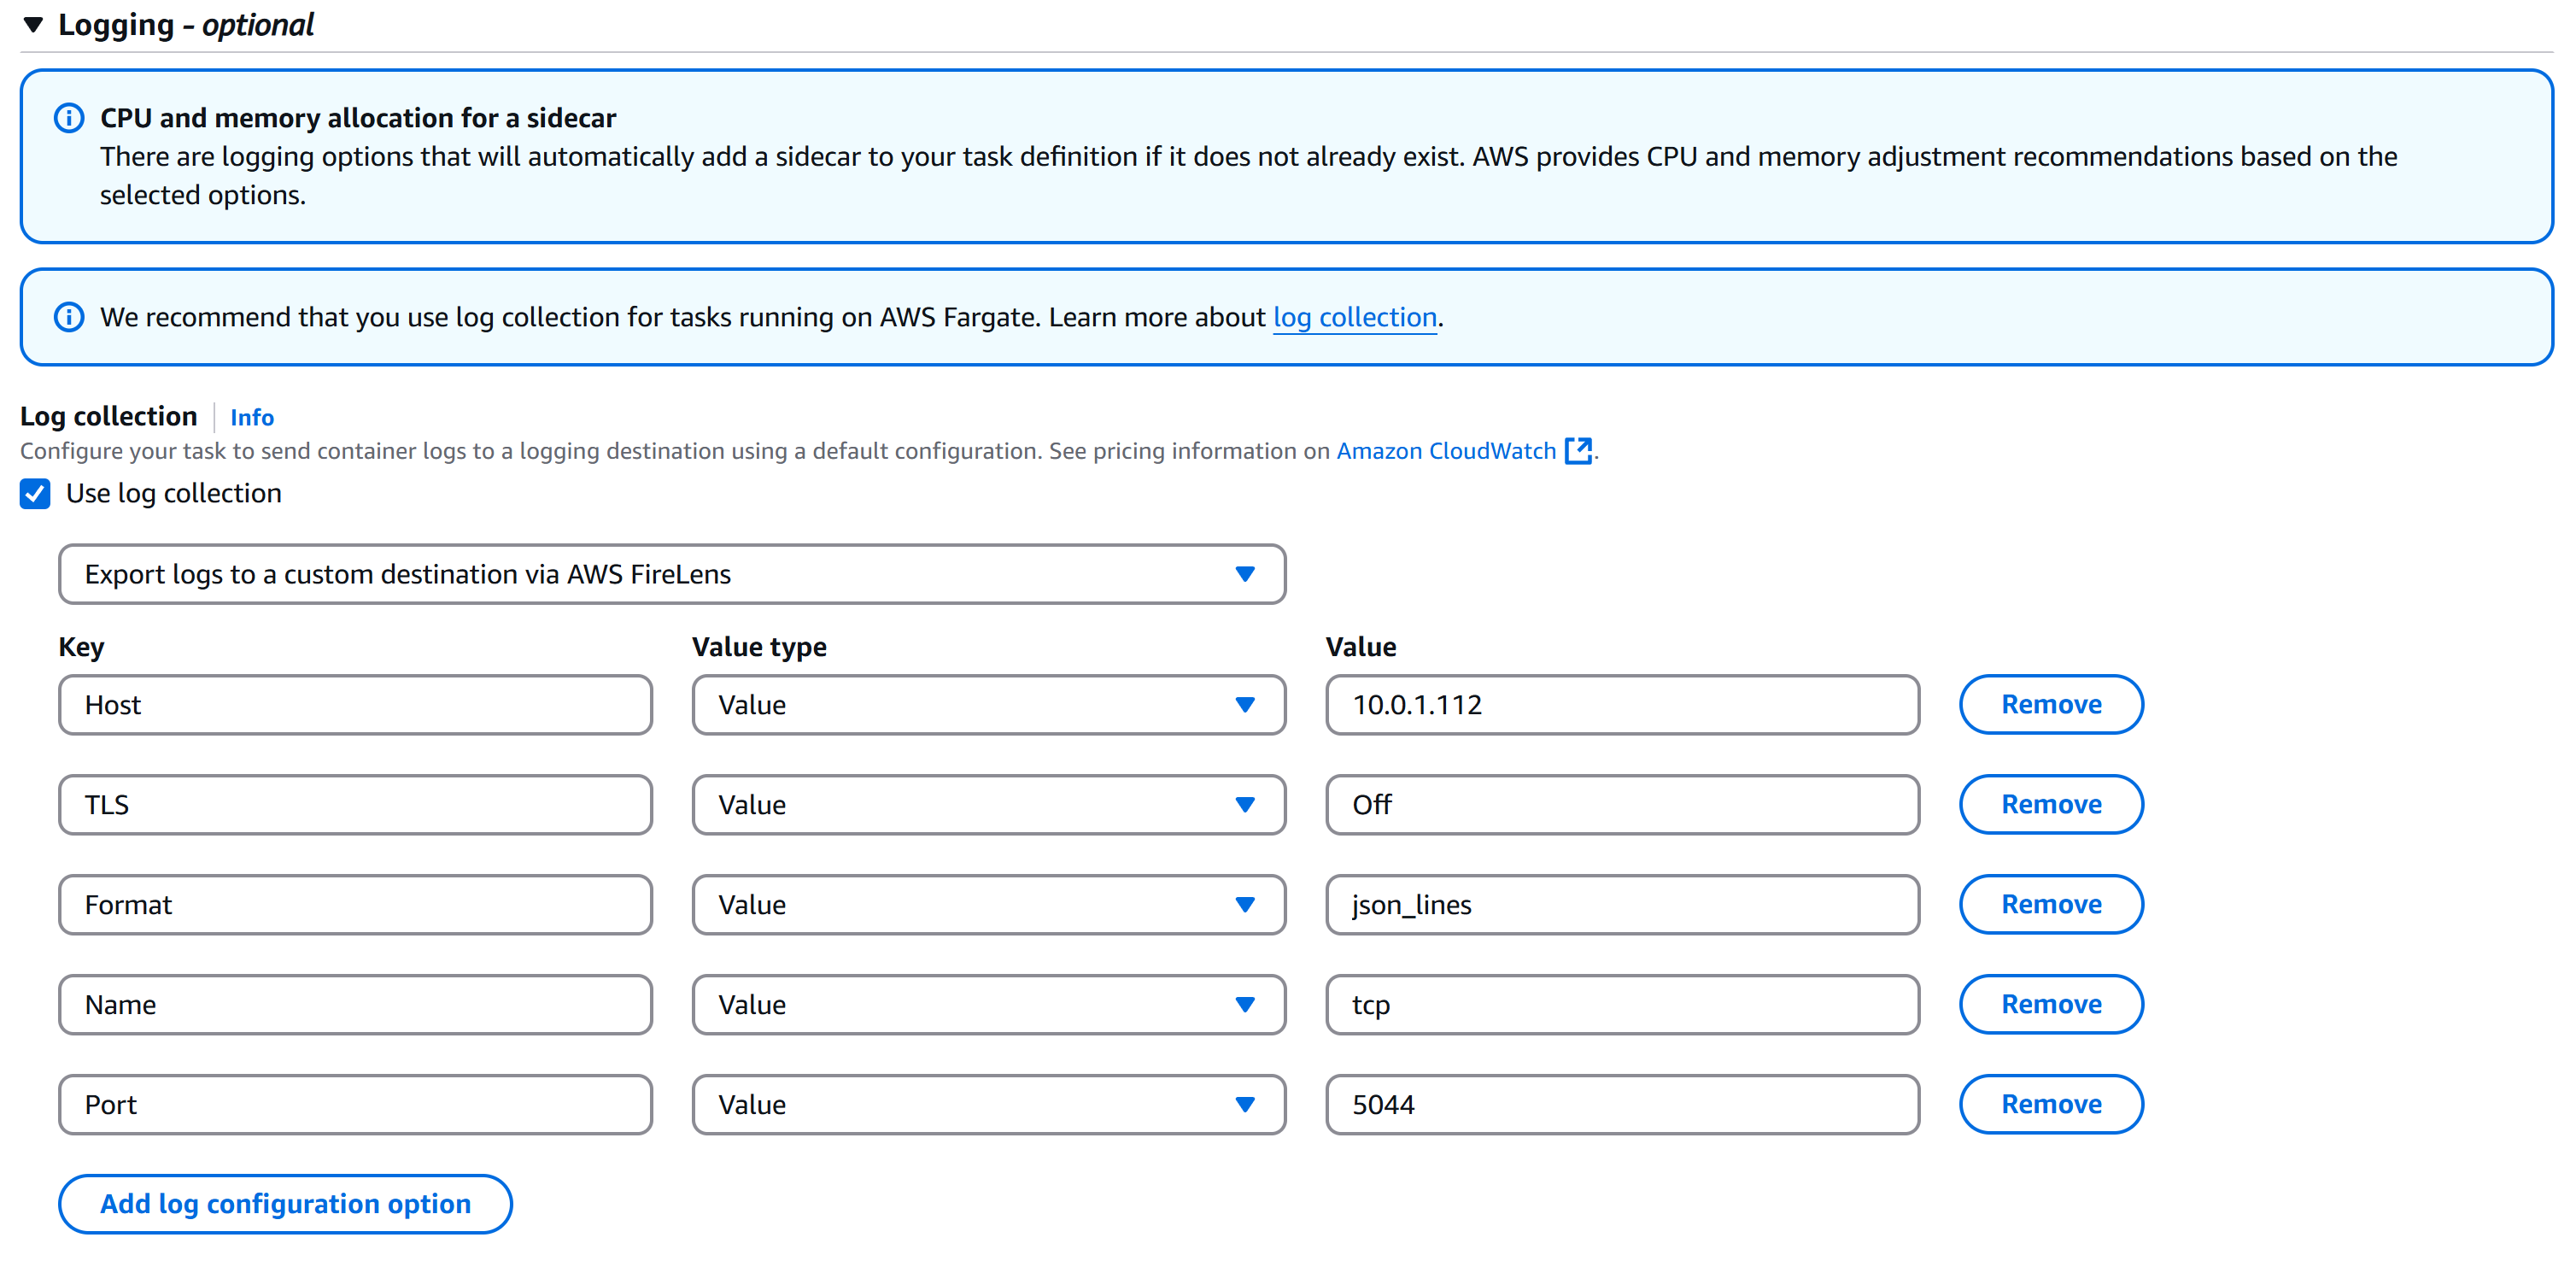 Logging - optional
CPU and memory allocation for a sidecar
There are logging options that will automatically add a sidecar to your task definition if it does not already exist. AWS provides CPU and memory adjustment recommendations based on the
selected options.
We recommend that you use log collection for tasks running on AWS Fargate. Learn more about log collection.
Log collection Info
Configure your task to send container logs to a logging destination using a default configuration. See pricing information on Amazon CloudWatch.
Use log collection
Export logs to a custom destination via AWS FireLens
Key Value type Value
Host Value 10.0.1.112 Remove
TLS Value Off Remove
Format Value json_lines Remove
Name Value tcp Remove
Port Value 5044 Remove
Add log configuration option